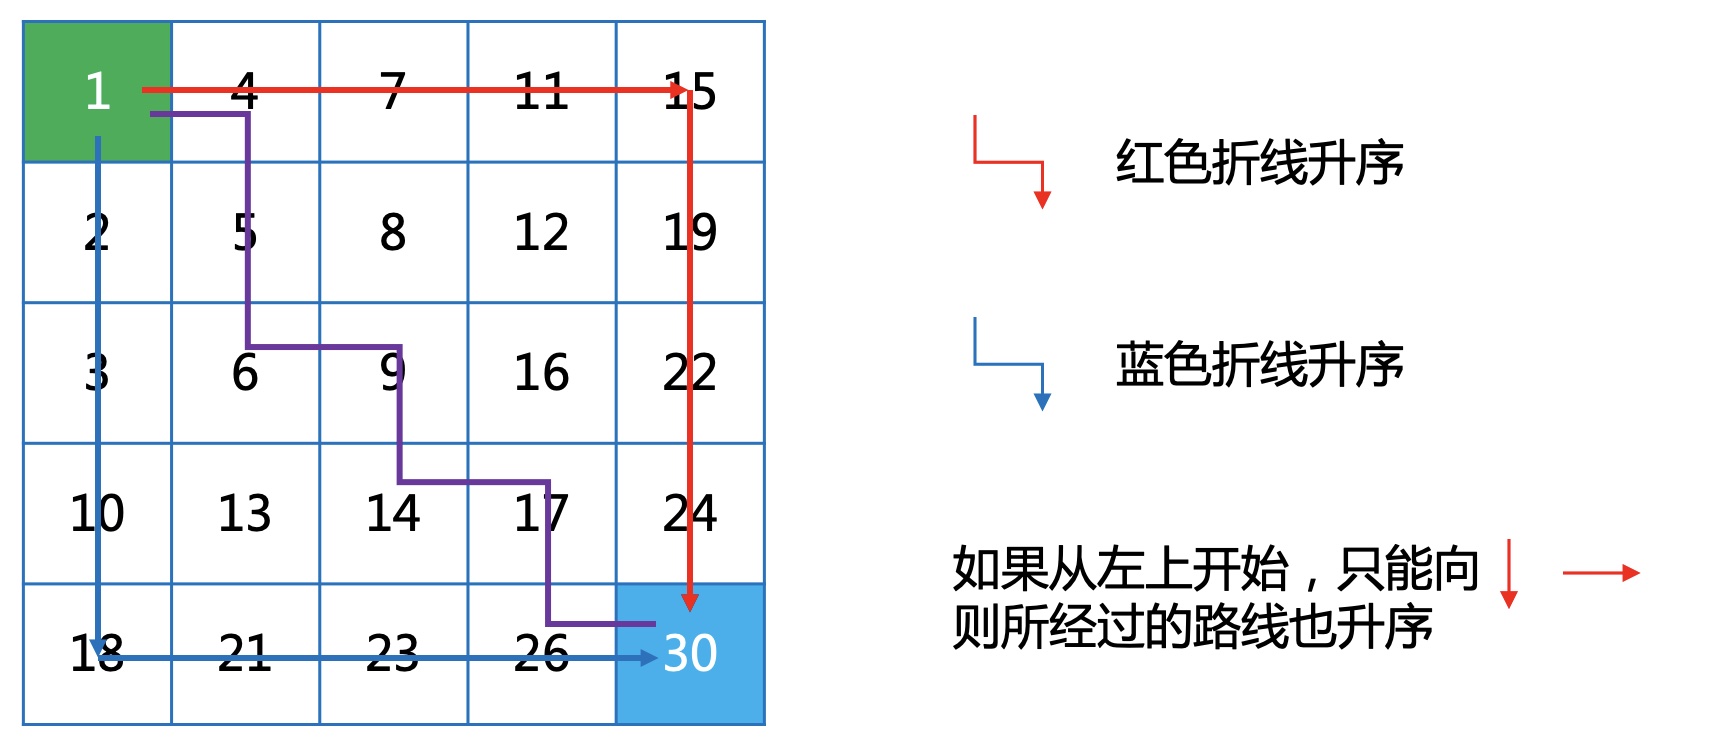 1 4 7 11 15
2 5 8 12 19
3 6 9 16 22
10 13 14 17 24
18 21 23 26 30
红色折线升序
蓝色折线升序
如果从左上开始，只能向
则所经过的路线也升序